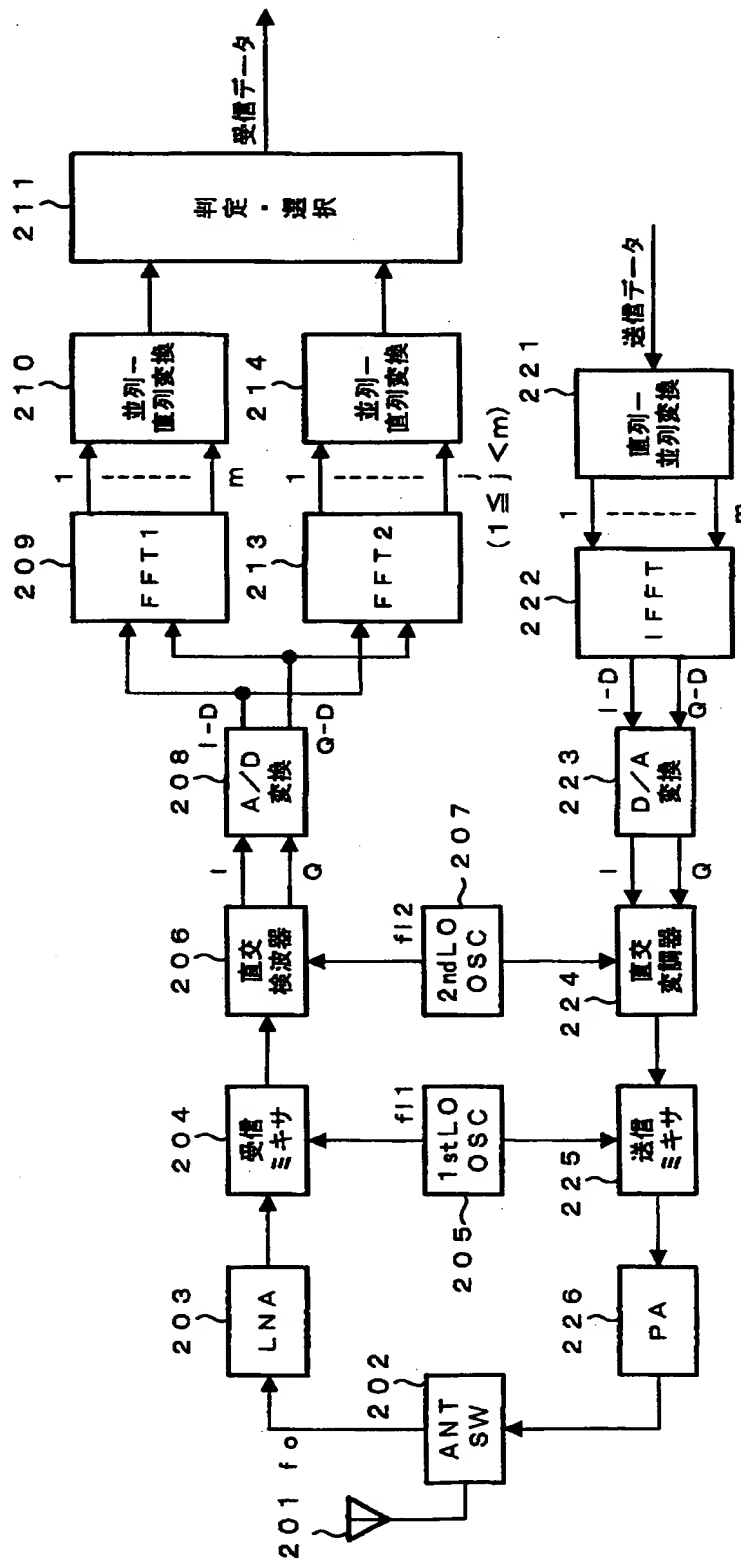 201
fo
202
ANT
SW
203
LNA
204
受信
ミキサ
205
1stLO
OSC
fl1
206
直交
検波器
207
2ndLO
OSC
fl2
I
Q
208
A/D
変換
I-D
Q-D
209
FFT1
1
m
210
並列ー
直列変換
213
FFT2
1
j
(1≦j<m)
214
並列ー
直列変換
211
判定・選択
受信データ
送信データ
221
直列ー
並列変換
1
m
222
IFFT
I-D
Q-D
223
D/A
変換
I
Q
224
直交
変調器
225
送信
ミキサ
226
PA